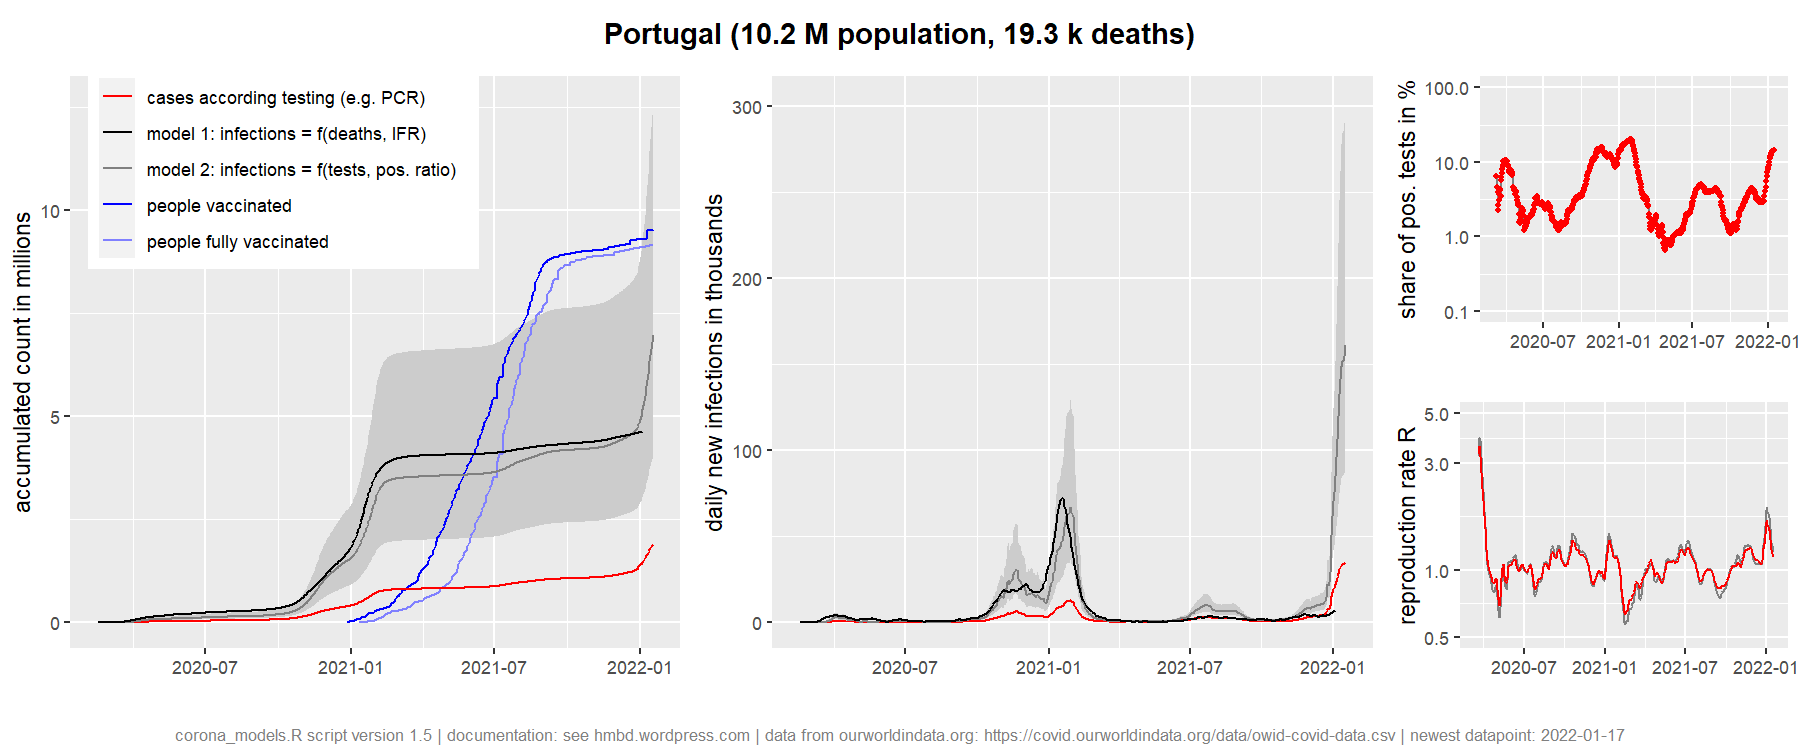 Portugal (10.2 M population, 19.3 k deaths)
cases according testing (e.g. PCR)
model 1: infections = f(deaths, IFR)
model 2: infections = f(tests, pos. ratio)
people vaccinated
people fully vaccinated
accumulated count in millions
10
5
0
2020-07
2021-01
2021-07
2022-01
daily new infections in thousands
300
200
100
0
2020-07
2021-01
2021-07
2022-01
share of pos. tests in %
100.0
10.0
1.0
0.1
2020-07
2021-01
2021-07
2022-01
reproduction rate R
5.0
3.0
1.0
0.5
2020-07
2021-01
2021-07
2022-01
corona_models.R script version 1.5 | documentation: see hmbd.wordpress.com | data from ourworldindata.org: https://covid.ourworldindata.org/data/owid-covid-data.csv | newest datapoint: 2022-01-17